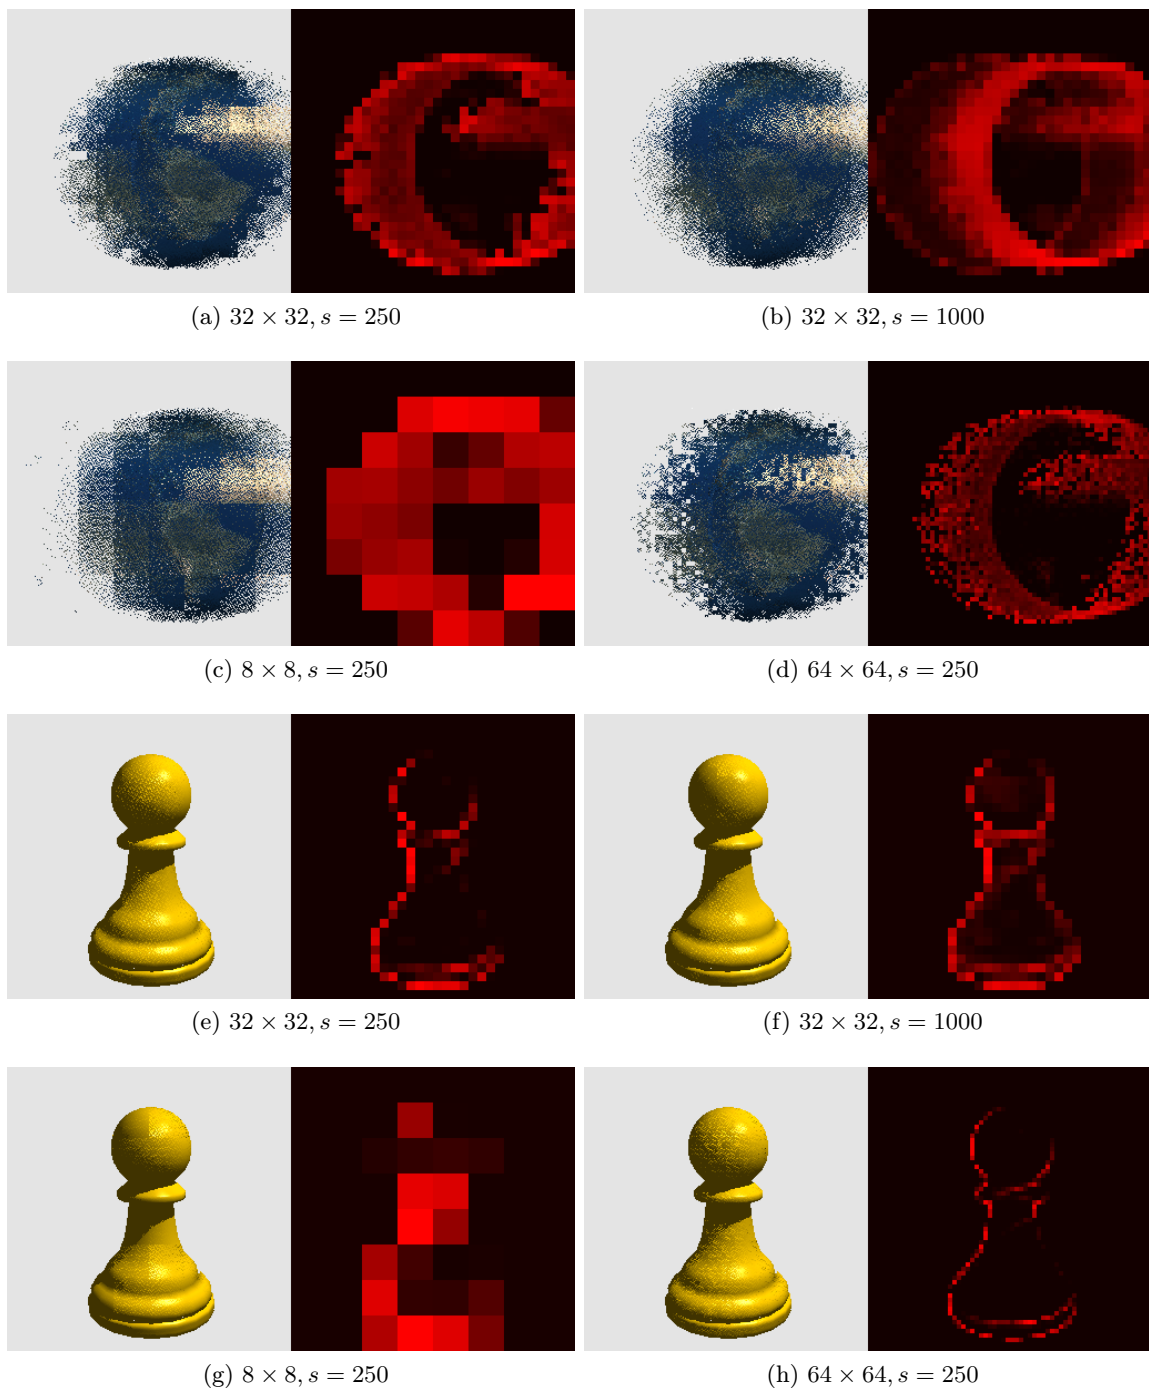 (a) 32 × 32, s = 250
(b) 32 × 32, s = 1000
(c) 8 × 8, s = 250
(d) 64 × 64, s = 250
(e) 32 × 32, s = 250
(f) 32 × 32, s = 1000
(g) 8 × 8, s = 250
(h) 64 × 64, s = 250